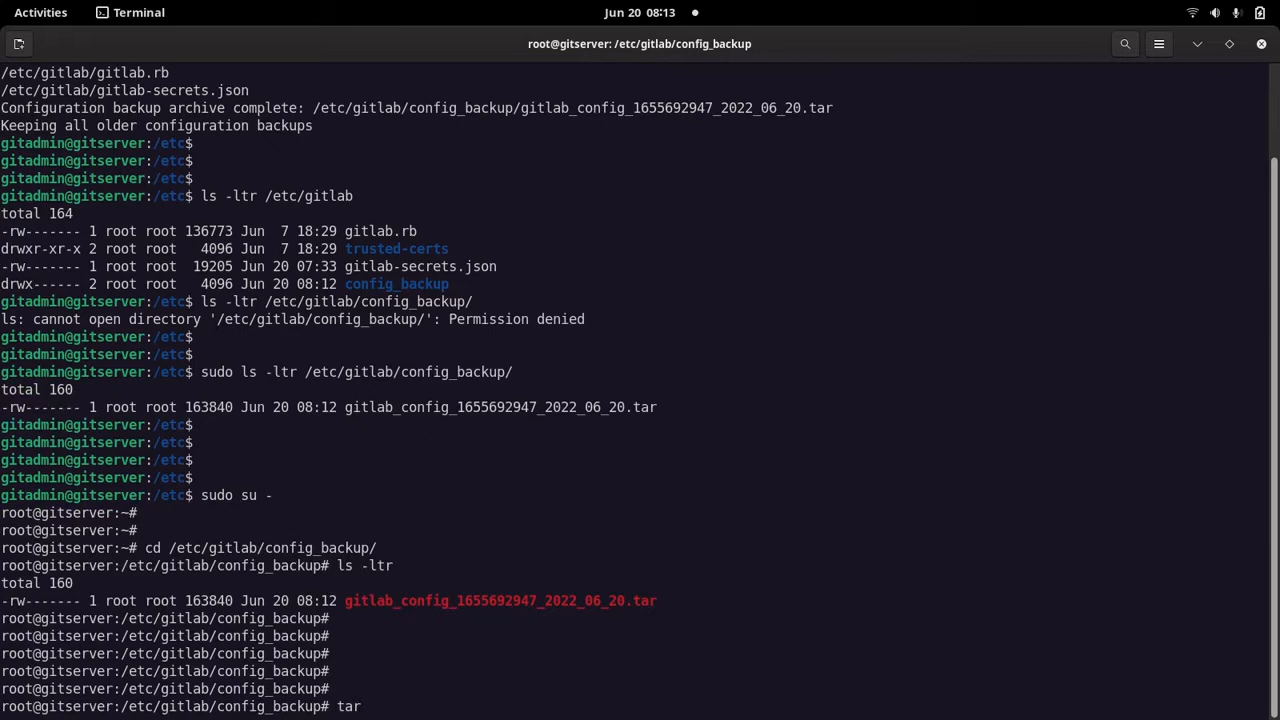 Activities Terminal Jun 20 08:13
root@gitserver: /etc/gitlab/config_backup
/etc/gitlab/gitlab.rb
/etc/gitlab/gitlab-secrets.json
Configuration backup archive complete: /etc/gitlab/config_backup/gitlab_config_1655692947_2022_06_20.tar
Keeping all older configuration backups
gitadmin@gitserver:/etc$
gitadmin@gitserver:/etc$
gitadmin@gitserver:/etc$
gitadmin@gitserver:/etc$ ls -ltr /etc/gitlab
total 164
-rw------- 1 root root 136773 Jun  7 18:29 gitlab.rb
drwxr-xr-x 2 root root   4096 Jun  7 18:29 trusted-certs
-rw------- 1 root root  19205 Jun 20 07:33 gitlab-secrets.json
drwx------ 2 root root   4096 Jun 20 08:12 config_backup
gitadmin@gitserver:/etc$ ls -ltr /etc/gitlab/config_backup/
ls: cannot open directory '/etc/gitlab/config_backup/': Permission denied
gitadmin@gitserver:/etc$
gitadmin@gitserver:/etc$
gitadmin@gitserver:/etc$ sudo ls -ltr /etc/gitlab/config_backup/
total 160
-rw------- 1 root root 163840 Jun 20 08:12 gitlab_config_1655692947_2022_06_20.tar
gitadmin@gitserver:/etc$
gitadmin@gitserver:/etc$
gitadmin@gitserver:/etc$
gitadmin@gitserver:/etc$
gitadmin@gitserver:/etc$ sudo su -
root@gitserver:~#
root@gitserver:~#
root@gitserver:~# cd /etc/gitlab/config_backup/
root@gitserver:/etc/gitlab/config_backup# ls -ltr
total 160
-rw------- 1 root root 163840 Jun 20 08:12 gitlab_config_1655692947_2022_06_20.tar
root@gitserver:/etc/gitlab/config_backup#
root@gitserver:/etc/gitlab/config_backup#
root@gitserver:/etc/gitlab/config_backup#
root@gitserver:/etc/gitlab/config_backup#
root@gitserver:/etc/gitlab/config_backup#
root@gitserver:/etc/gitlab/config_backup# tar